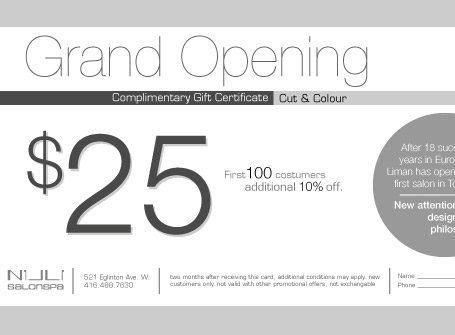 Grand Opening
Complimentary Gift Certificate Cut & Colour
$25
First 100 costumers
additional 10% off.
After 18 succ
years in Euro
Liman has open
first salon in To
New attention
design
philos
SALONSPA
521 Eglinton Ave. W.
416.488.7630
two months after receiving this card, additional conditions may apply. new
customers only not valid with other promotional offers, not exchangable
Name
Phone